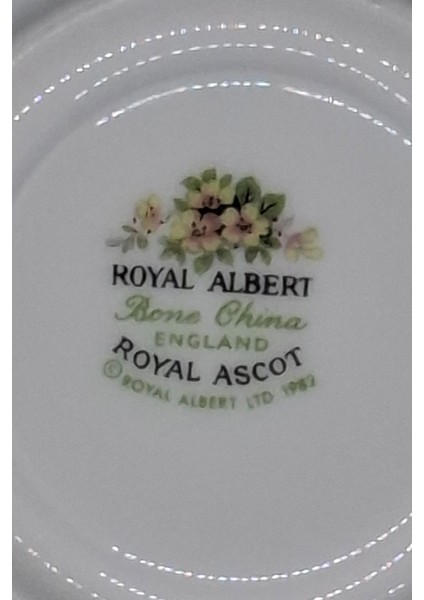 ROYAL ALBERT
Bone China
ENGLAND
ROYAL ASCOT
© ROYAL ALBERT LTD 1982